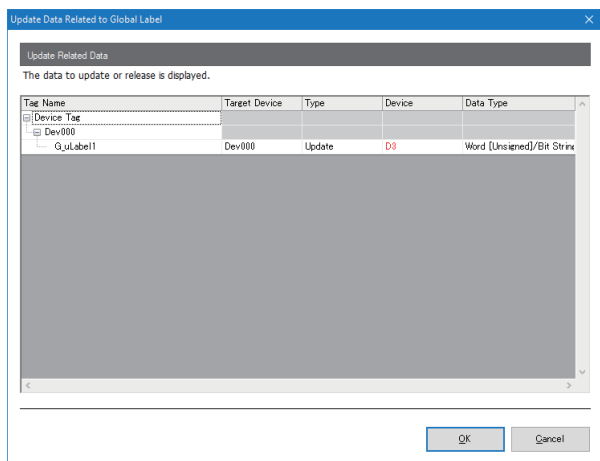 Update Data Related to Global Label
Update Related Data
The data to update or release is displayed.
Tag Name Target Device Type Device Data Type
Device Tag
Dev000
G_uLabel1 Dev000 Update D3 Word [Unsigned]/Bit String
OK Cancel